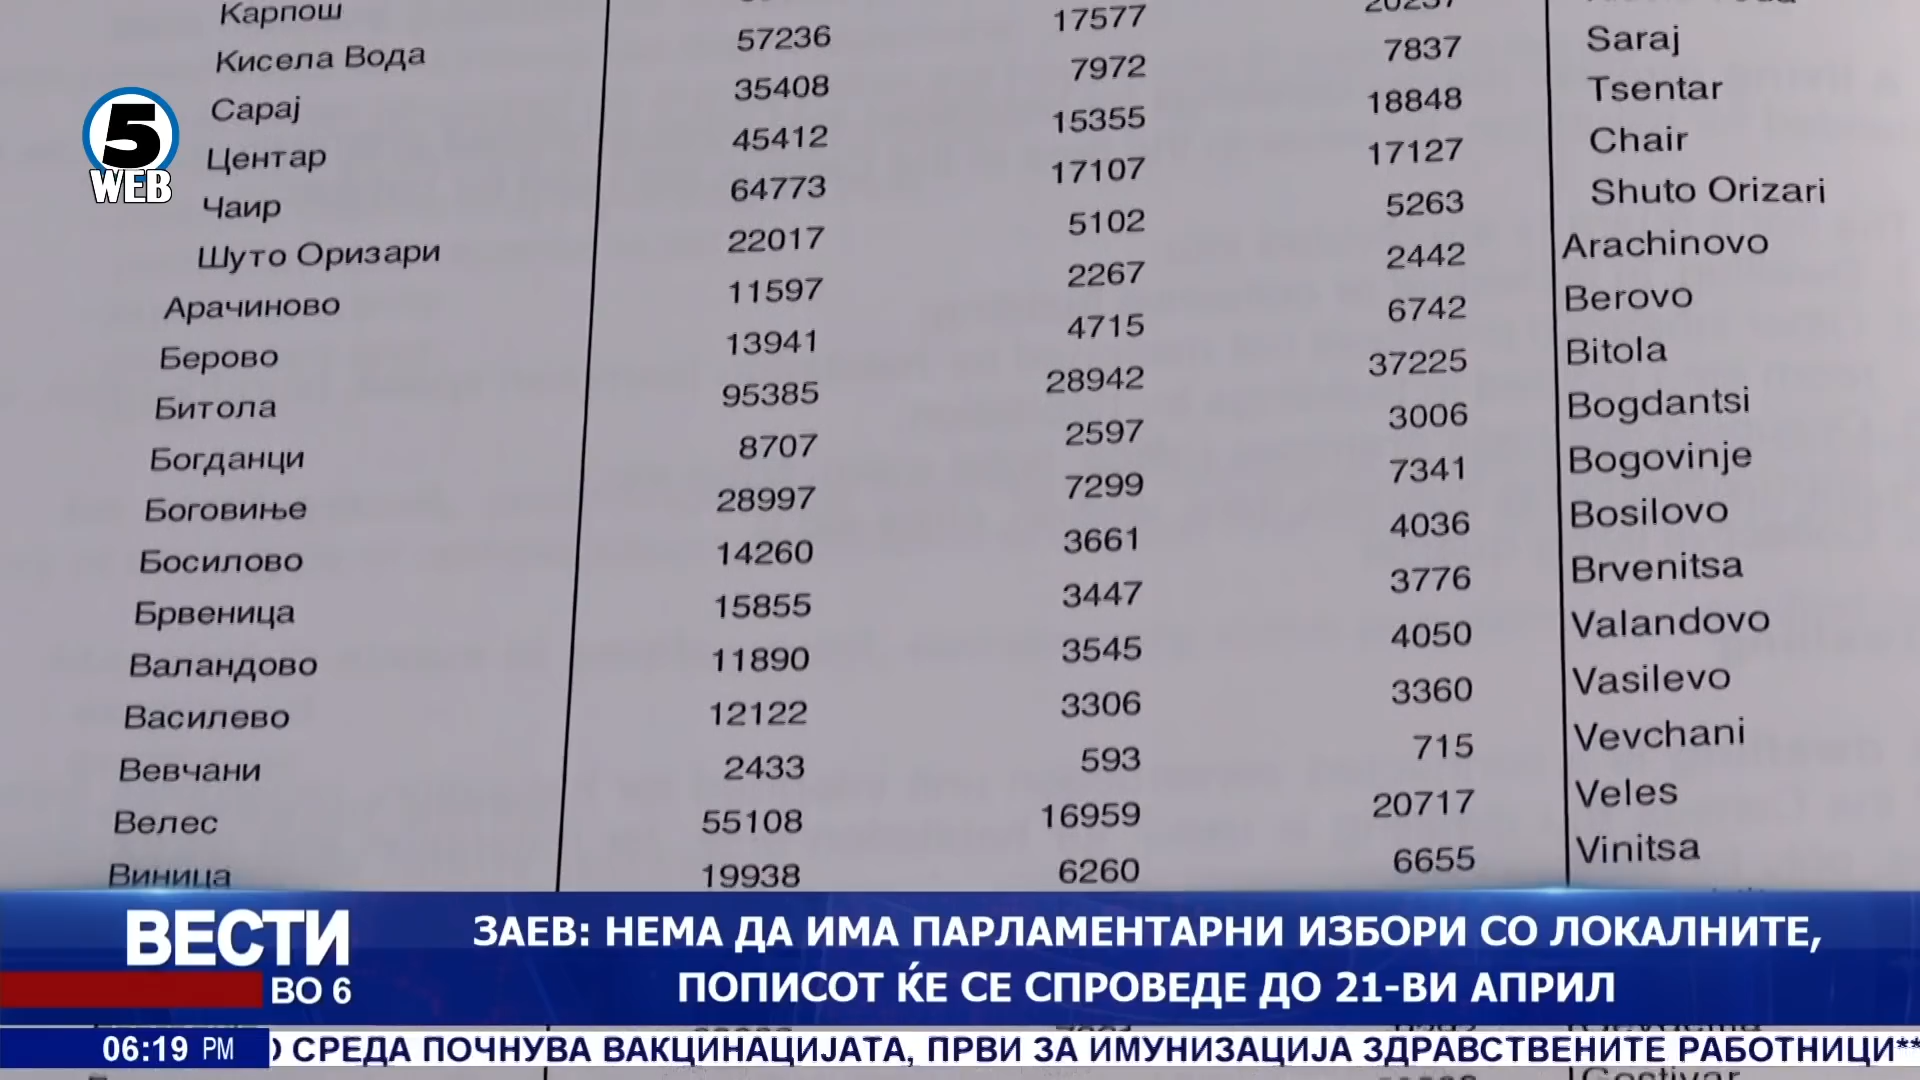 Карпош
Кисела Вода 57236 17577
Сарај 35408 7972 7837 Saraj
Центар 45412 15355 18848 Tsentar
Чаир 64773 17107 17127 Chair
Шуто Оризари 22017 5102 5263 Shuto Orizari
Арачиново 11597 2267 2442 Arachinovo
Берово 13941 4715 6742 Berovo
Битола 95385 28942 37225 Bitola
Богданци 8707 2597 3006 Bogdantsi
Боговиње 28997 7299 7341 Bogovinje
Босилово 14260 3661 4036 Bosilovo
Брвеница 15855 3447 3776 Brvenitsa
Валандово 11890 3545 4050 Valandovo
Василево 12122 3306 3360 Vasilevo
Вевчани 2433 593 715 Vevchani
Велес 55108 16959 20717 Veles
Виница 19938 6260 6655 Vinitsa
5
WEB
ВЕСТИ
ВО 6
ЗАЕВ: НЕМА ДА ИМА ПАРЛАМЕНТАРНИ ИЗБОРИ СО ЛОКАЛНИТЕ,
ПОПИСОТ ЌЕ СЕ СПРОВЕДЕ ДО 21-ВИ АПРИЛ
06:19 PM
СРЕДА ПОЧНУВА ВАКЦИНАЦИЈАТА, ПРВИ ЗА ИМУНИЗАЦИЈА ЗДРАВСТВЕНИТЕ РАБОТНИЦИ**